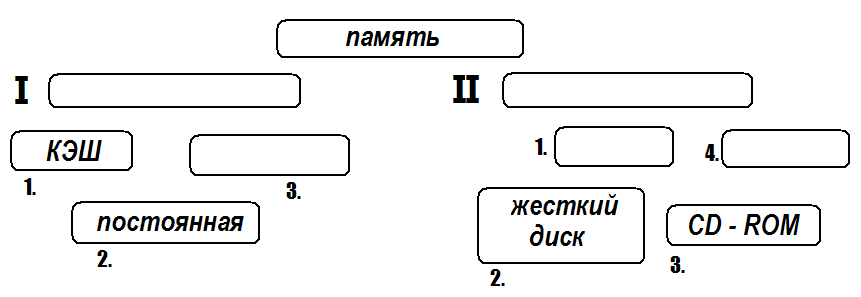 память
I
II
КЭШ
1.
3.
постоянная
2.
1.
4.
жесткий
диск
2.
CD - ROM
3.